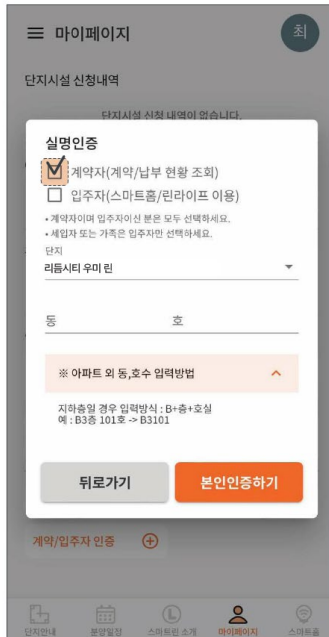 마이페이지
최
단지시설 신청내역
단지시설 신청 내역이 없습니다.
실명인증
계약자(계약/납부 현황 조회)
입주자(스마트홈/린라이프 이용)
• 계약자이며 입주자이신 분은 모두 선택하세요.
• 세입자 또는 가족은 입주자만 선택하세요.
단지
리듬시티 우미 린
동 호
※ 아파트 외 동,호수 입력방법
지하층일 경우 입력방식 : B+층+호실
예 : B3층 101호 -> B3101
뒤로가기 본인인증하기
계약/입주자 인증
단지안내 분양일정 스마트린 소개 마이페이지 스마트홈